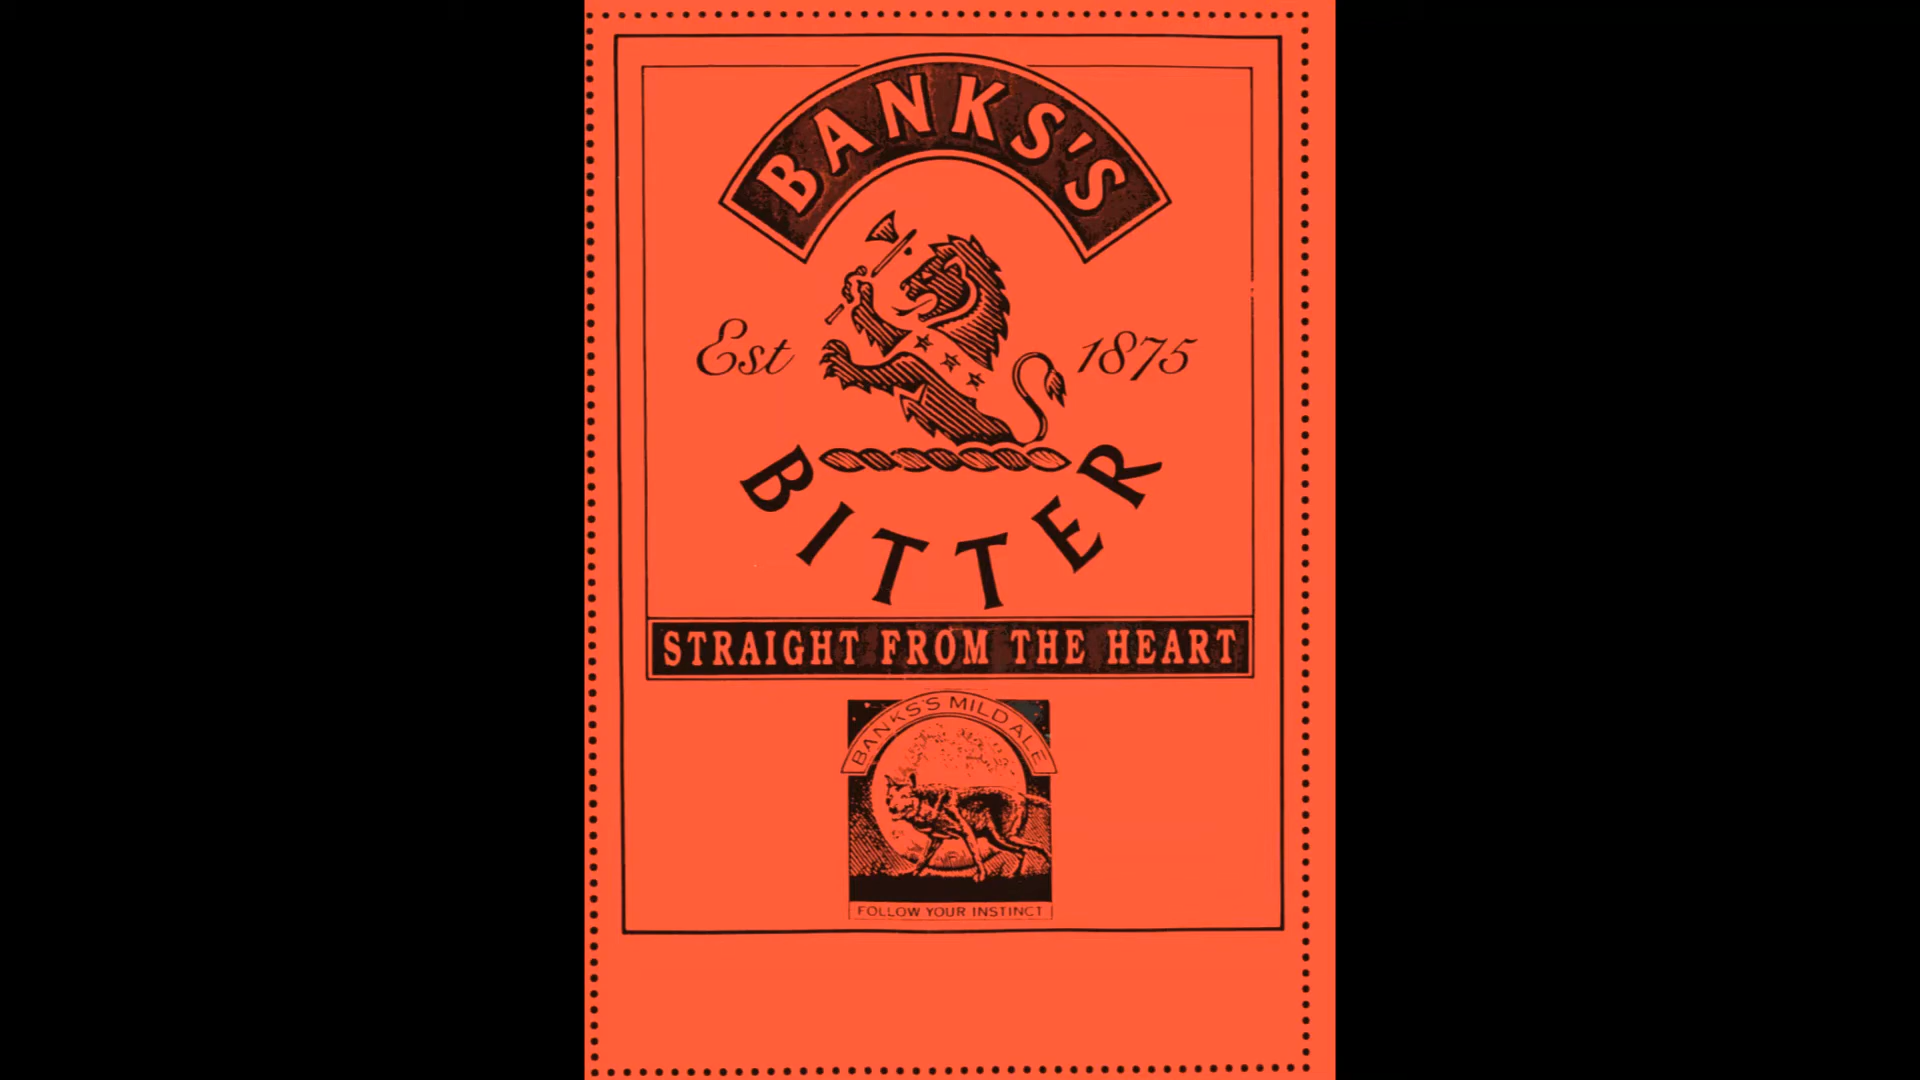 BANKS'S
Est 1875
BITTER
STRAIGHT FROM THE HEART
BANKS'S MILD ALE
FOLLOW YOUR INSTINCT